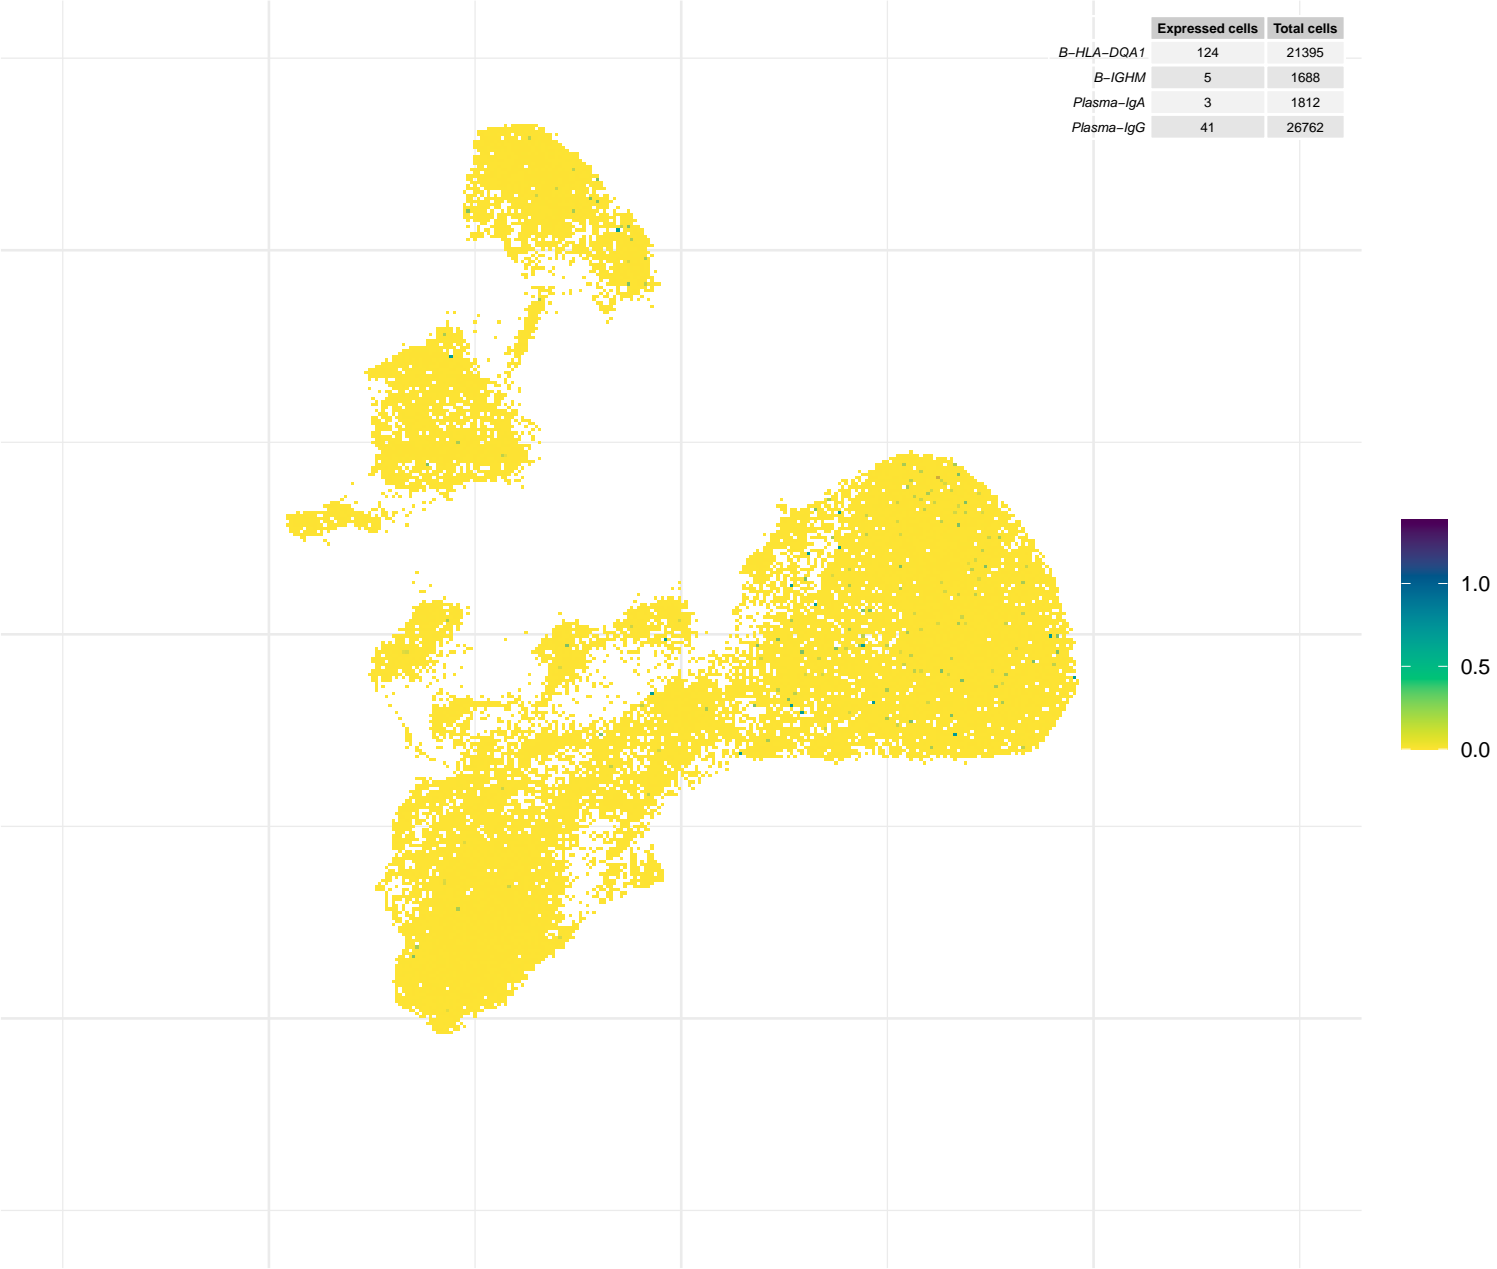 Expressed cells Total cells
B−HLA−DQA1 124 21395
B−IGHM 5 1688
Plasma−IgA 3 1812
Plasma−IgG 41 26762
1.0
0.5
0.0